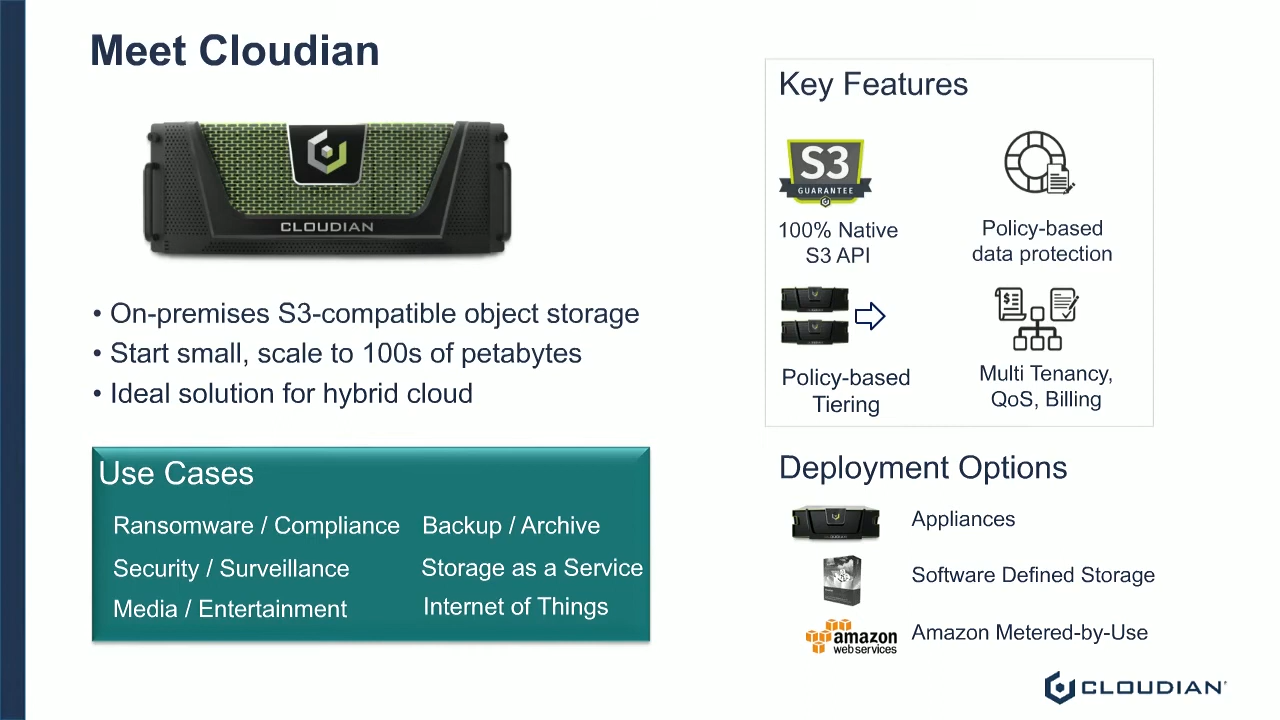 Meet Cloudian
CLOUDIAN
• On-premises S3-compatible object storage
• Start small, scale to 100s of petabytes
• Ideal solution for hybrid cloud
Use Cases
Ransomware / Compliance
Backup / Archive
Security / Surveillance
Storage as a Service
Media / Entertainment
Internet of Things
Key Features
S3
GUARANTEE
100% Native
S3 API
Policy-based
data protection
Policy-based
Tiering
Multi Tenancy,
QoS, Billing
Deployment Options
Appliances
Software Defined Storage
amazon
webservices
Amazon Metered-by-Use
CLOUDIAN